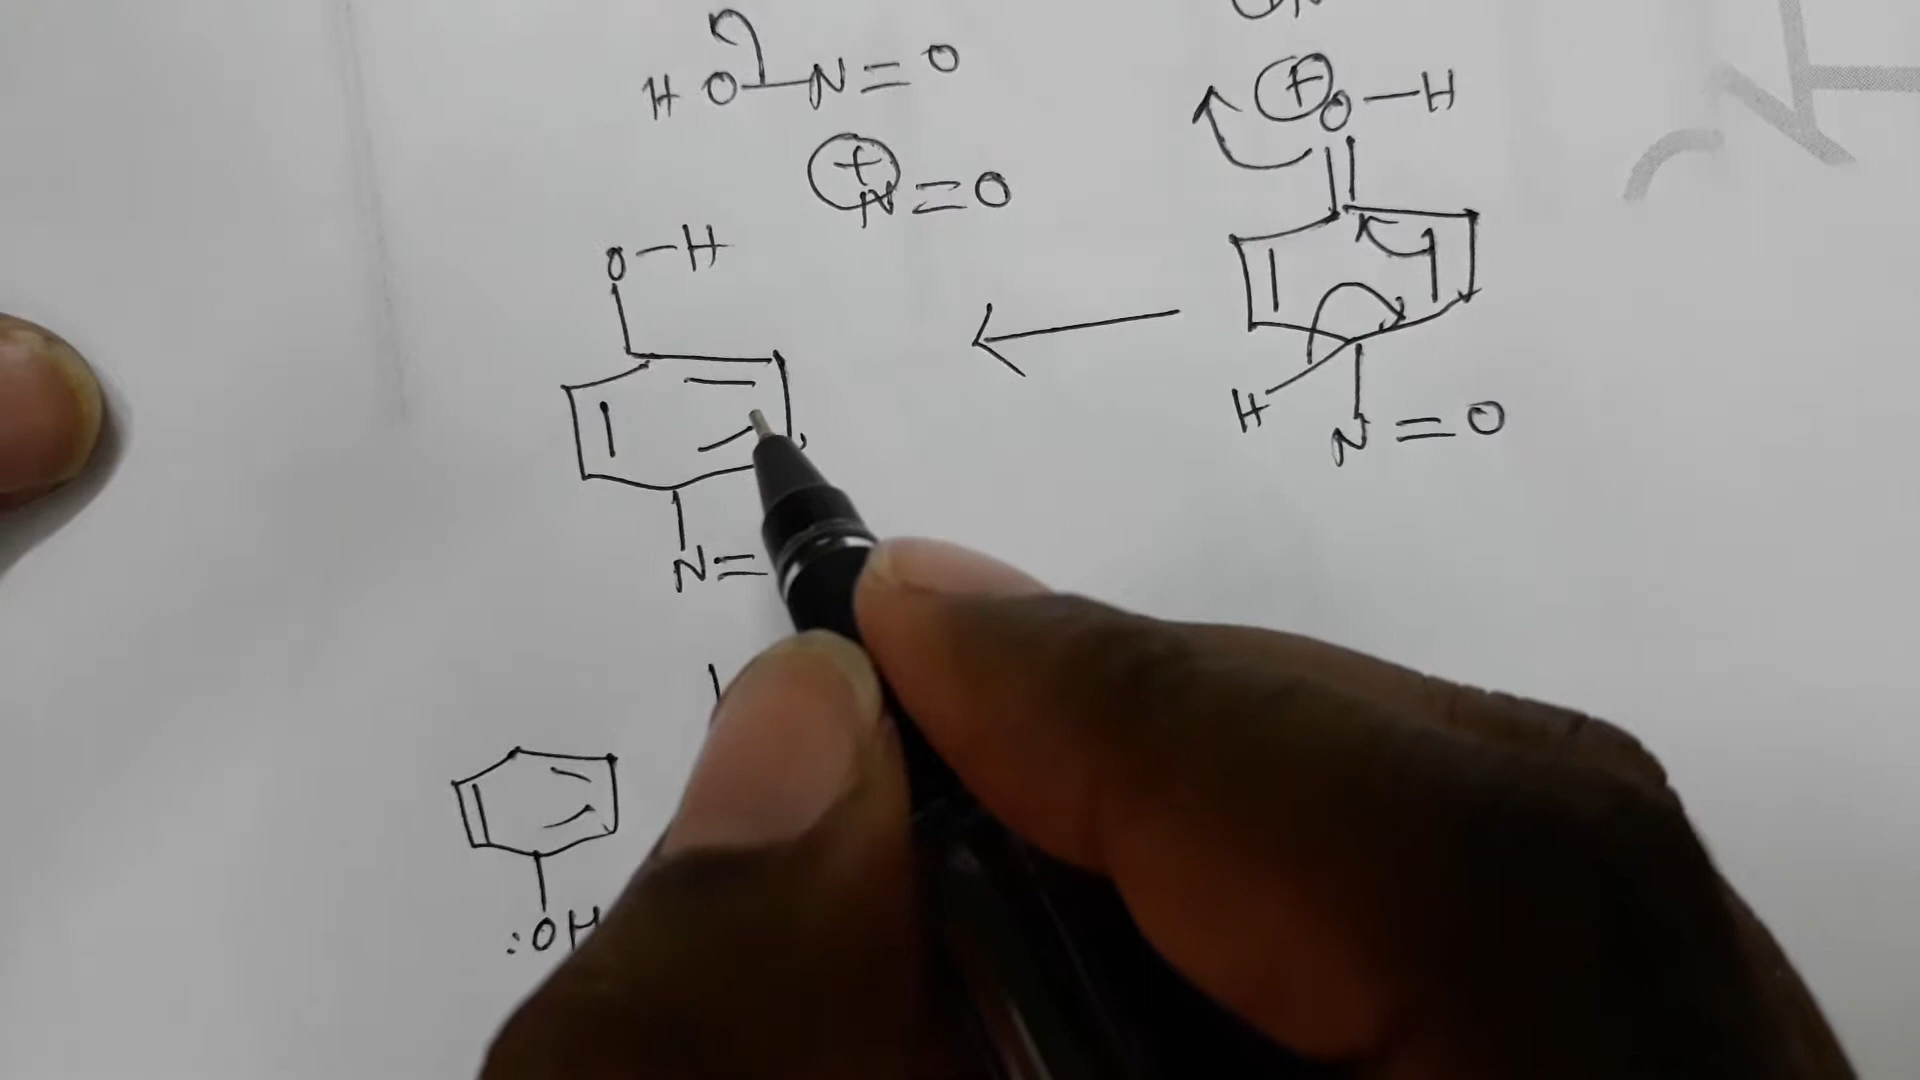 H O—N=O
+
N=O
+
O—H
O—H
H
N=O
N=
:OH